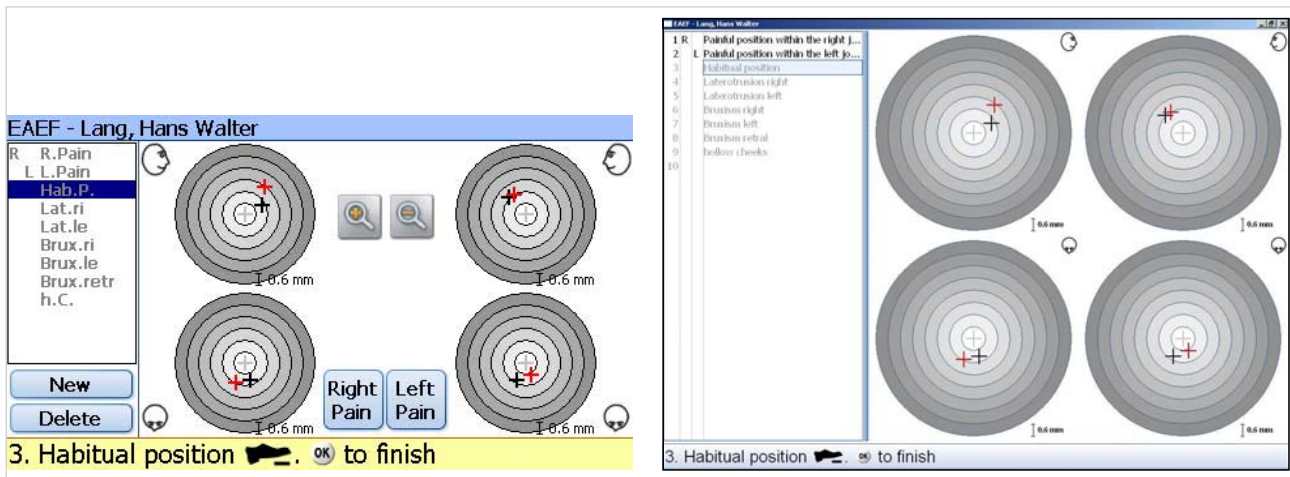 EAEF - Lang, Hans Walter
R R.Pain
L L.Pain
Hab.P.
Lat.ri
Lat.le
Brux.ri
Brux.le
Brux.retr
h.C.
New
Delete
0.6 mm
0.6 mm
Right Pain
Left Pain
0.6 mm
0.6 mm
3. Habitual position . OK to finish
EAEF - Lang, Hans Walter
1 R Painful position within the right j...
2 L Painful position within the left jo...
3 Habitual position
4 Laterotrusion right
5 Laterotrusion left
6 Bruxism right
7 Bruxism left
8 Bruxism retral
9 hollow cheeks
10
0.6 mm
0.6 mm
0.6 mm
0.6 mm
3. Habitual position . OK to finish